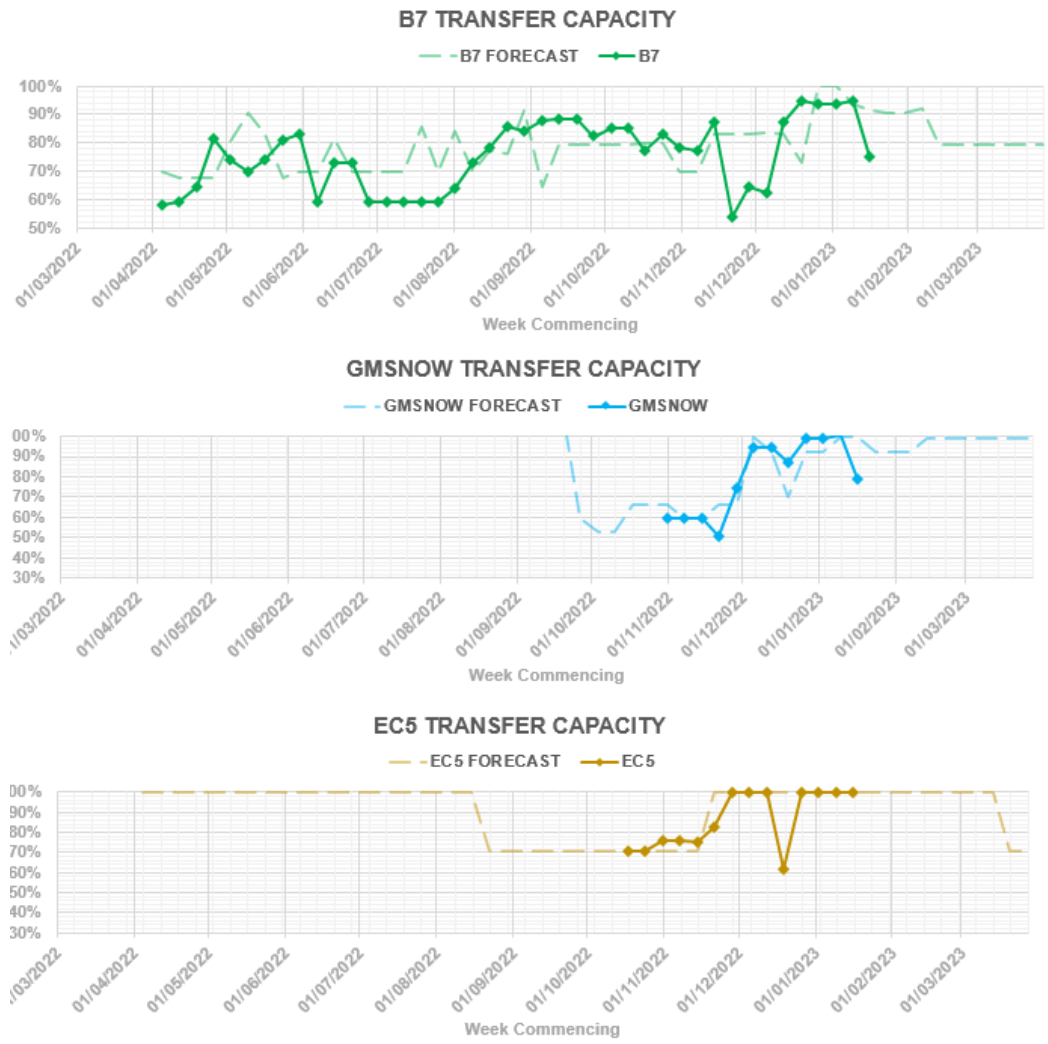 B7 TRANSFER CAPACITY
B7 FORECAST B7
100%
90%
80%
70%
60%
50%
01/03/2022 01/04/2022 01/05/2022 01/06/2022 01/07/2022 01/08/2022 01/09/2022 01/10/2022 01/11/2022 01/12/2022 01/01/2023 01/02/2023 01/03/2023
Week Commencing
GMSNOW TRANSFER CAPACITY
GMSNOW FORECAST GMSNOW
00%
90%
80%
70%
60%
50%
40%
30%
1/03/2022 01/04/2022 01/05/2022 01/06/2022 01/07/2022 01/08/2022 01/09/2022 01/10/2022 01/11/2022 01/12/2022 01/01/2023 01/02/2023 01/03/2023
Week Commencing
EC5 TRANSFER CAPACITY
EC5 FORECAST EC5
00%
90%
80%
70%
60%
50%
40%
30%
1/03/2022 01/04/2022 01/05/2022 01/06/2022 01/07/2022 01/08/2022 01/09/2022 01/10/2022 01/11/2022 01/12/2022 01/01/2023 01/02/2023 01/03/2023
Week Commencing